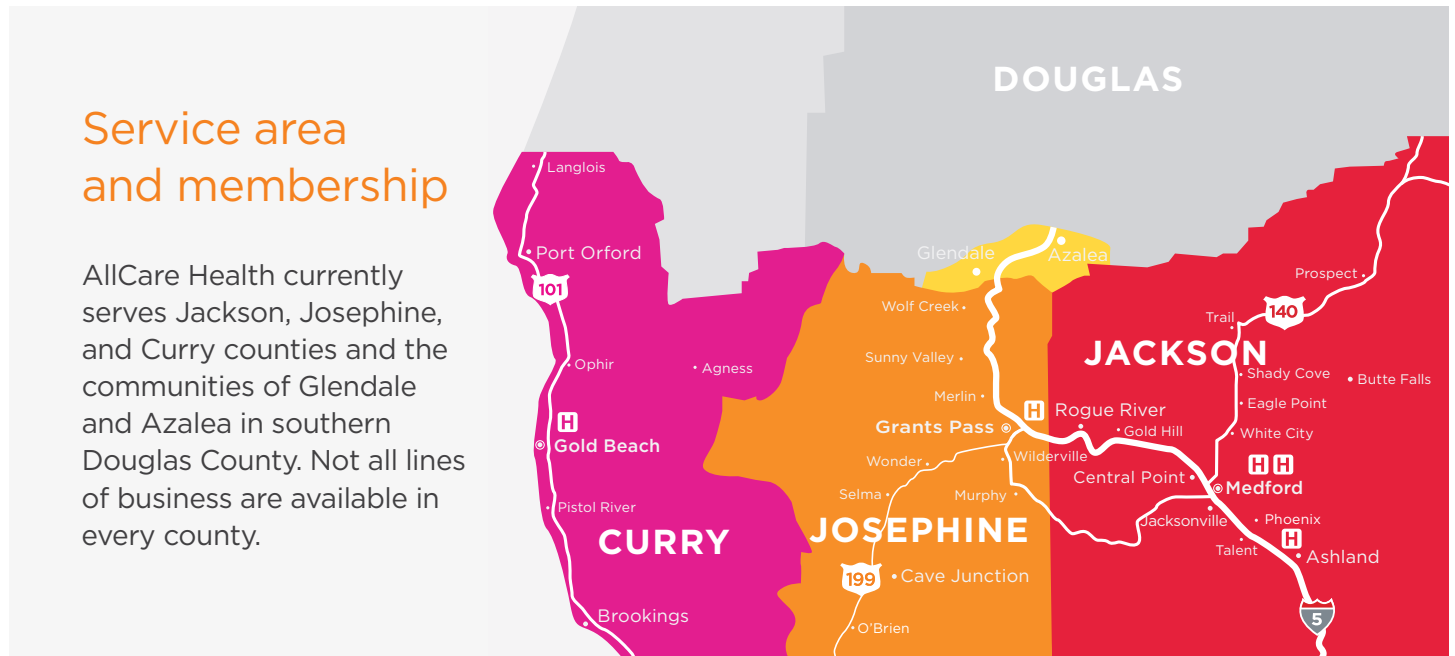 Service area
and membership
AllCare Health currently
serves Jackson, Josephine,
and Curry counties and the
communities of Glendale
and Azalea in southern
Douglas County. Not all lines
of business are available in
every county.
DOUGLAS
Langlois
Port Orford
101
Ophir
Agness
H
Gold Beach
Pistol River
CURRY
Brookings
Glendale
Azalea
Wolf Creek
Sunny Valley
Merlin
H
Grants Pass
Wonder
Wilderville
Selma
Murphy
JOSEPHINE
199
Cave Junction
O'Brien
Prospect
140
Trail
JACKSON
Shady Cove
Butte Falls
Eagle Point
Rogue River
Gold Hill
White City
H H
Central Point
Medford
Jacksonville
Phoenix
Talent
H
Ashland
5